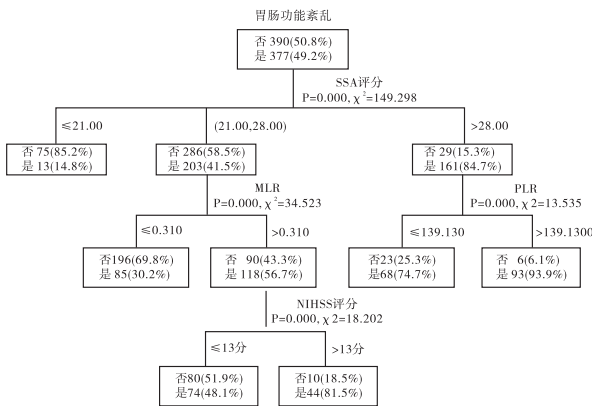 胃肠功能紊乱
否 390(50.8%)
是 377(49.2%)
SSA评分
P=0.000,χ²=149.298
≤21.00
(21.00,28.00)
>28.00
否 75(85.2%)
是 13(14.8%)
否 286(58.5%)
是 203(41.5%)
否 29(15.3%)
是 161(84.7%)
MLR
P=0.000,χ²=34.523
PLR
P=0.000,χ2=13.535
≤0.310
>0.310
≤139.130
>139.1300
否196(69.8%)
是 85(30.2%)
否 90(43.3%)
是 118(56.7%)
否23(25.3%)
是68(74.7%)
否 6(6.1%)
是 93(93.9%)
NIHSS评分
P=0.000,χ2=18.202
≤13分
>13分
否80(51.9%)
是74(48.1%)
否10(18.5%)
是44(81.5%)